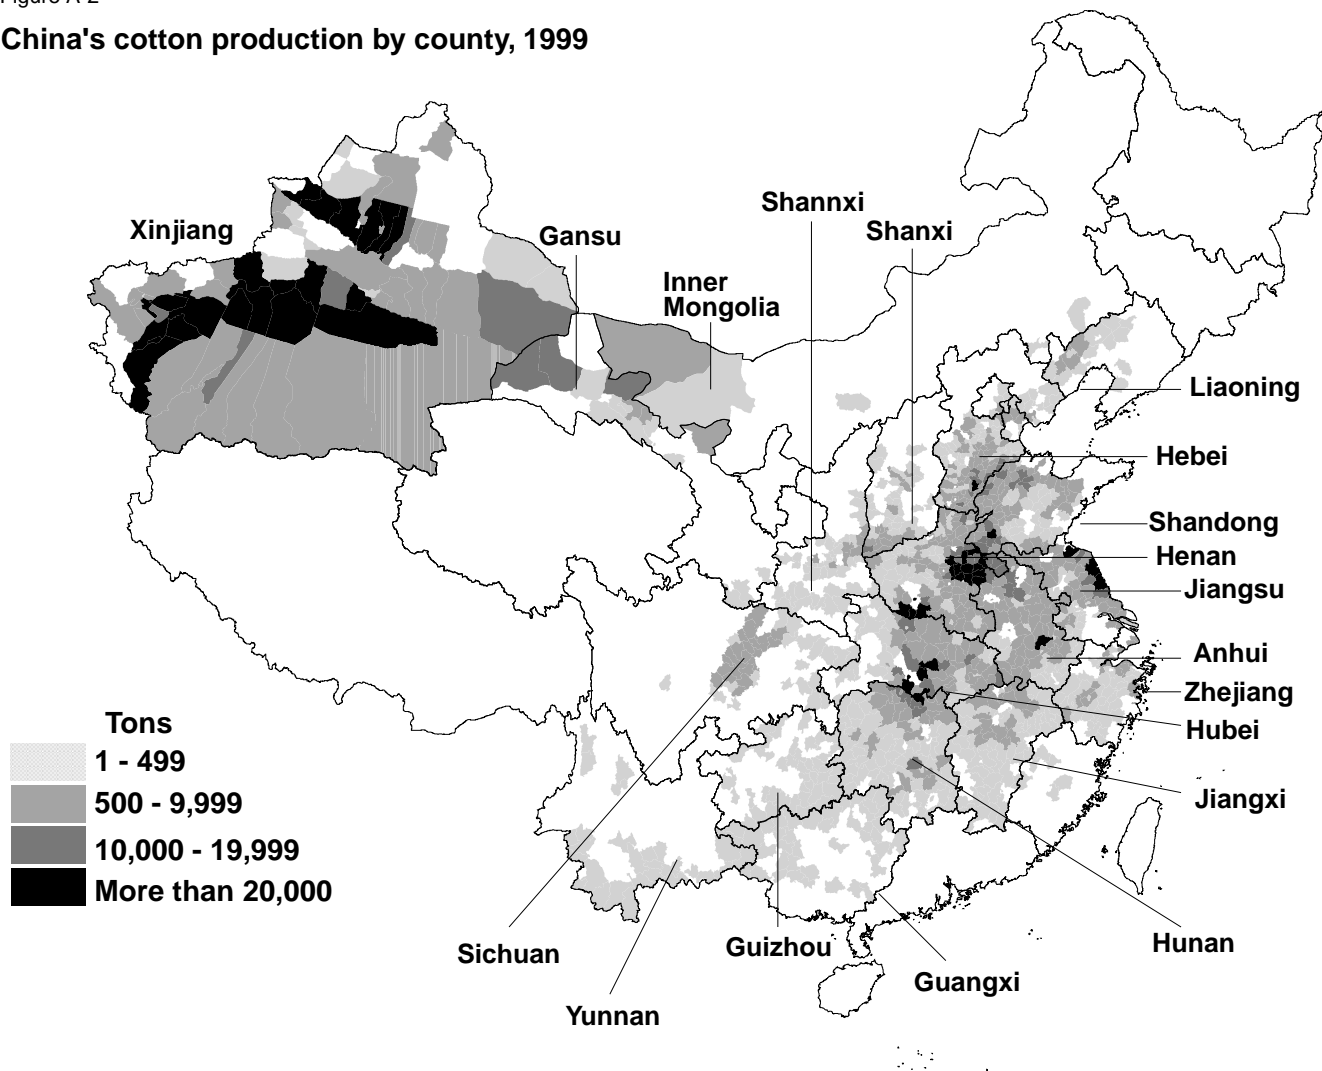 Figure A-2
China's cotton production by county, 1999
Shannxi
Shanxi
Xinjiang
Gansu
Inner
Mongolia
Liaoning
Hebei
Shandong
Henan
Jiangsu
Anhui
Zhejiang
Hubei
Jiangxi
Tons
1 - 499
500 - 9,999
10,000 - 19,999
More than 20,000
Sichuan
Guizhou
Hunan
Guangxi
Yunnan